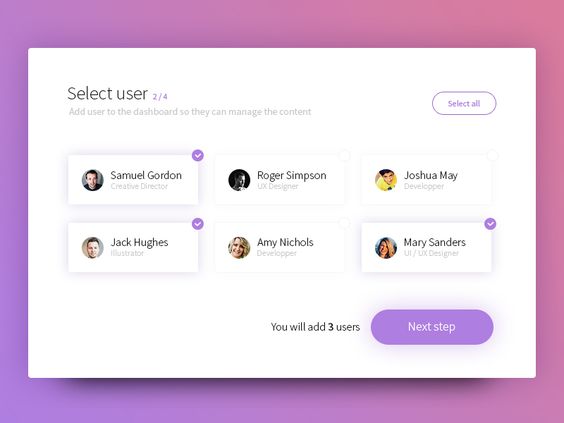 Select user 2 / 4
Add user to the dashboard so they can manage the content
Select all
Samuel Gordon
Creative Director
Roger Simpson
UX Designer
Joshua May
Developper
Jack Hughes
Illustrator
Amy Nichols
Developper
Mary Sanders
UI / UX Designer
You will add 3 users
Next step